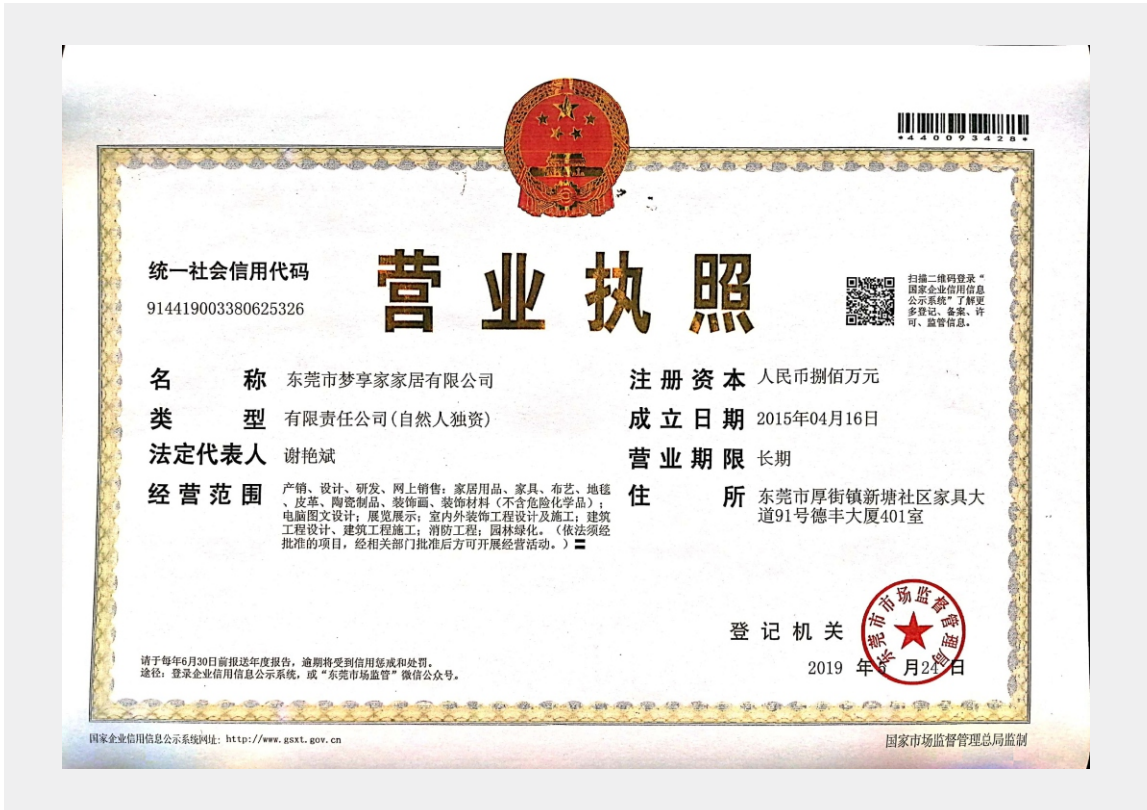 *440093428*
统一社会信用代码
914419003380625326
营业执照
扫描二维码登录“
国家企业信用信息
公示系统”了解更
多登记、备案、许
可、监管信息。
名称 东莞市梦享家家居有限公司
类型 有限责任公司(自然人独资)
法定代表人 谢艳斌
经营范围 产销、设计、研发、网上销售：家居用品、家具、布艺、地毯
、皮革、陶瓷制品、装饰画、装饰材料（不含危险化学品）；
电脑图文设计；展览展示；室内外装饰工程设计及施工；建筑
工程设计、建筑工程施工；消防工程；园林绿化。（依法须经
批准的项目，经相关部门批准后方可开展经营活动。）
注册资本 人民币捌佰万元
成立日期 2015年04月16日
营业期限 长期
住所 东莞市厚街镇新塘社区家具大
道91号德丰大厦401室
登记机关
东莞市市场监督管理局
2019 年 月24日
请于每年6月30日前报送年度报告，逾期将受到信用惩戒和处罚。
途径：登录企业信用信息公示系统，或“东莞市场监管”微信公众号。
国家企业信用信息公示系统网址：http://www.gsxt.gov.cn
国家市场监督管理总局监制